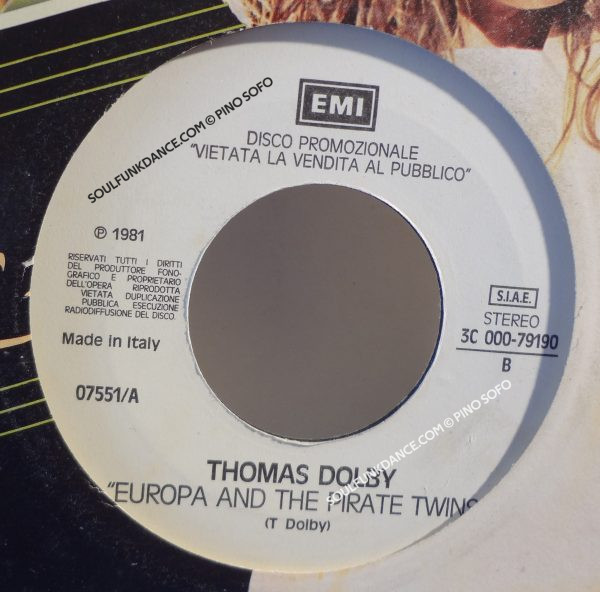 EMI
DISCO PROMOZIONALE
"VIETATA LA VENDITA AL PUBBLICO"
SOULFUNKDANCE.COM © PINO SOFO
℗ 1981
RISERVATI TUTTI I DIRITTI
DEL PRODUTTORE FONO-
GRAFICO E PROPRIETARIO
DELL'OPERA RIPRODOTTA
VIETATA DUPLICAZIONE
PUBBLICA ESECUZIONE
RADIODIFFUSIONE DEL DISCO.
Made in Italy
07551/A
S.I.A.E.
STEREO
3C 000-79190
B
THOMAS DOLBY
"EUROPA AND THE PIRATE TWINS
(T Dolby)
SOULFUNKDANCE.COM © PINO SOFO